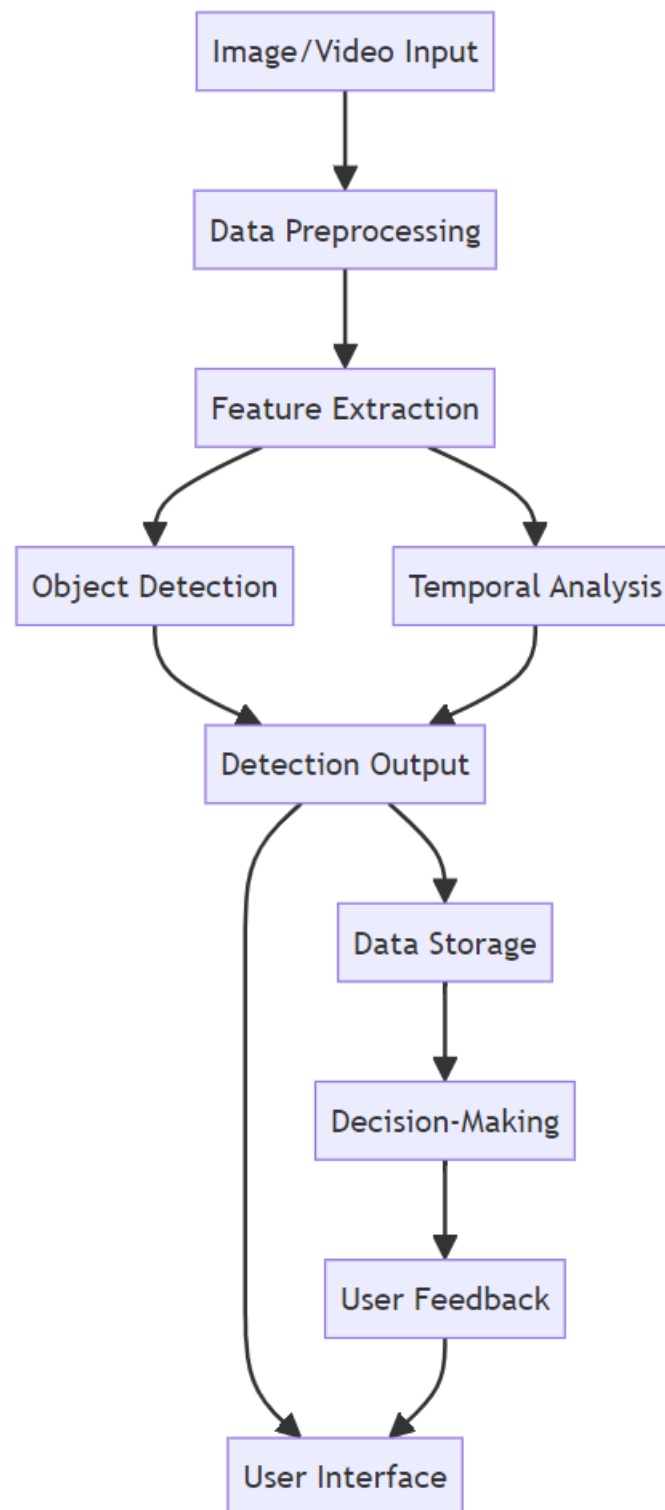 Image/Video Input
Data Preprocessing
Feature Extraction
Object Detection
Temporal Analysis
Detection Output
Data Storage
Decision-Making
User Feedback
User Interface